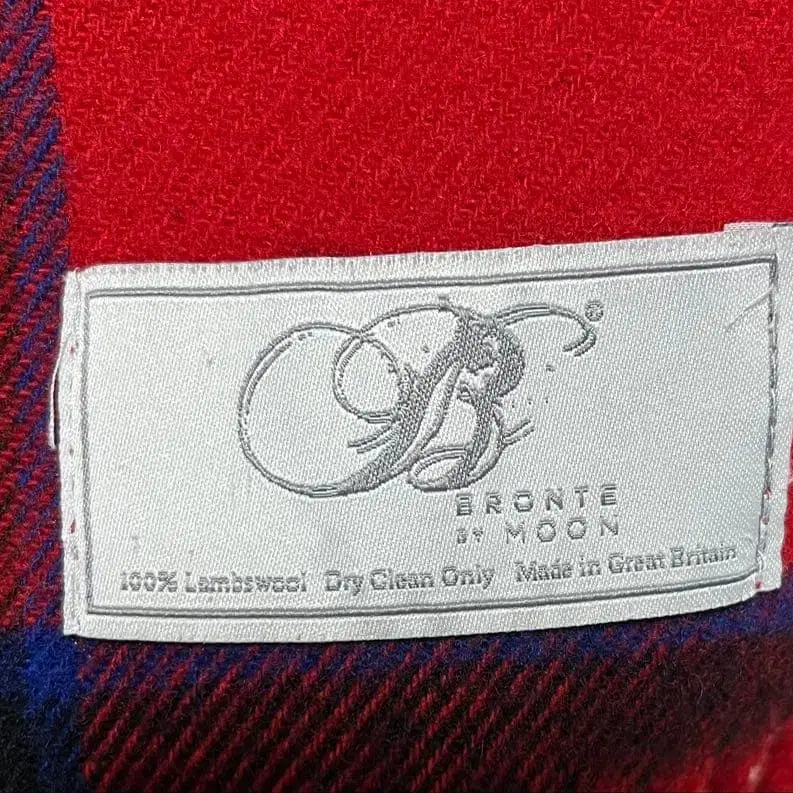 B©
BRONTE
BY MOON
100% Lambswool Dry Clean Only Made in Great Britain